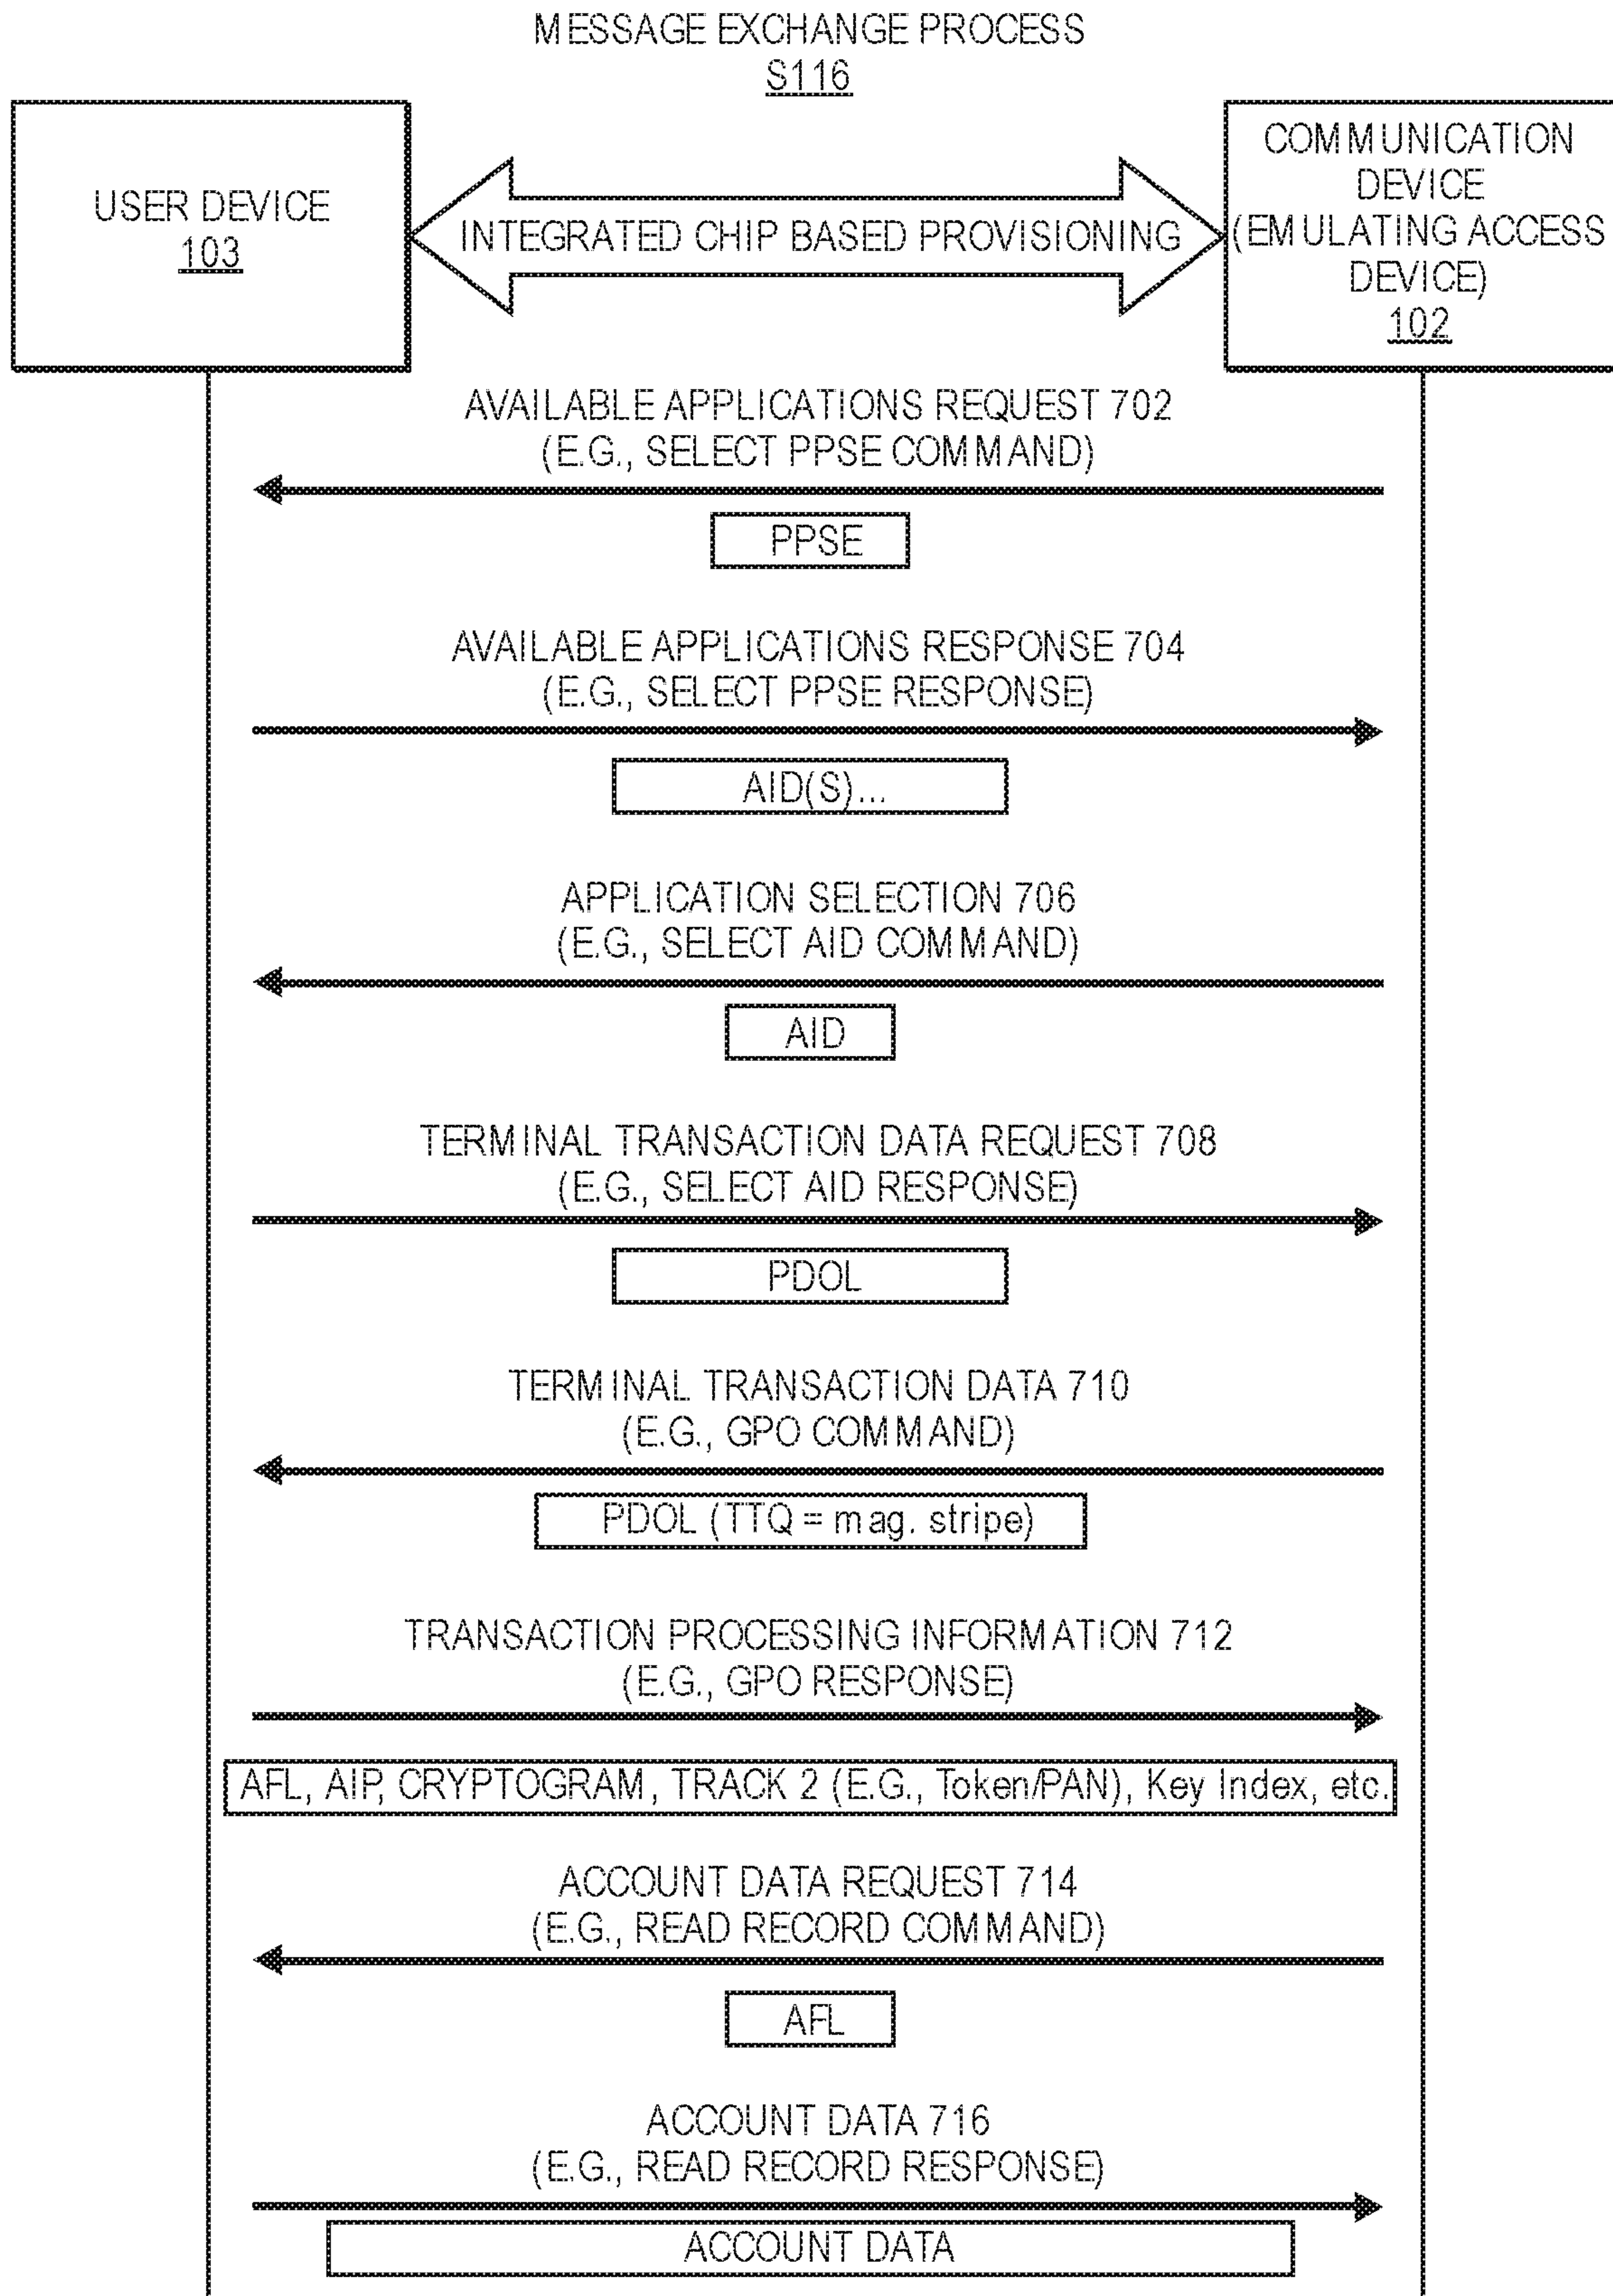 MESSAGE EXCHANGE PROCESS
S116
USER DEVICE
103
INTEGRATED CHIP BASED PROVISIONING
COMMUNICATION
DEVICE
(EMULATING ACCESS
DEVICE)
102
AVAILABLE APPLICATIONS REQUEST 702
(E.G., SELECT PPSE COMMAND)
PPSE
AVAILABLE APPLICATIONS RESPONSE 704
(E.G., SELECT PPSE RESPONSE)
AID(S)...
APPLICATION SELECTION 706
(E.G., SELECT AID COMMAND)
AID
TERMINAL TRANSACTION DATA REQUEST 708
(E.G., SELECT AID RESPONSE)
PDOL
TERMINAL TRANSACTION DATA 710
(E.G., GPO COMMAND)
PDOL (TTQ = mag. stripe)
TRANSACTION PROCESSING INFORMATION 712
(E.G., GPO RESPONSE)
AFL, AIP, CRYPTOGRAM, TRACK 2 (E.G., Token/PAN), Key Index, etc.
ACCOUNT DATA REQUEST 714
(E.G., READ RECORD COMMAND)
AFL
ACCOUNT DATA 716
(E.G., READ RECORD RESPONSE)
ACCOUNT DATA